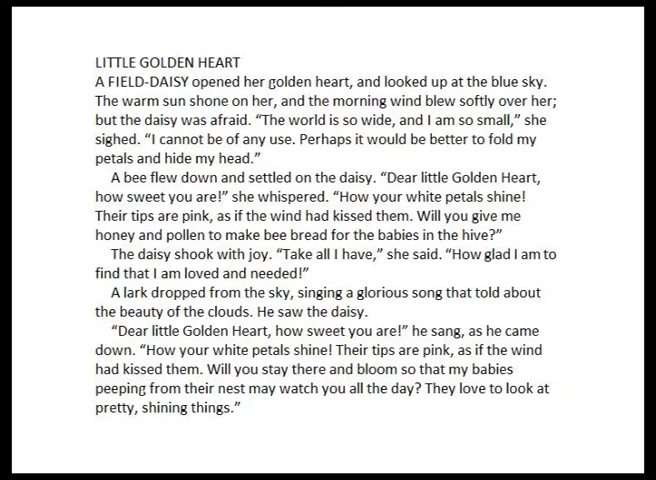 LITTLE GOLDEN HEART
A FIELD-DAISY opened her golden heart, and looked up at the blue sky.
The warm sun shone on her, and the morning wind blew softly over her;
but the daisy was afraid. “The world is so wide, and I am so small,” she
sighed. “I cannot be of any use. Perhaps it would be better to fold my
petals and hide my head.”
A bee flew down and settled on the daisy. “Dear little Golden Heart,
how sweet you are!” she whispered. “How your white petals shine!
Their tips are pink, as if the wind had kissed them. Will you give me
honey and pollen to make bee bread for the babies in the hive?”
The daisy shook with joy. “Take all I have,” she said. “How glad I am to
find that I am loved and needed!”
A lark dropped from the sky, singing a glorious song that told about
the beauty of the clouds. He saw the daisy.
“Dear little Golden Heart, how sweet you are!” he sang, as he came
down. “How your white petals shine! Their tips are pink, as if the wind
had kissed them. Will you stay there and bloom so that my babies
peeping from their nest may watch you all the day? They love to look at
pretty, shining things.”